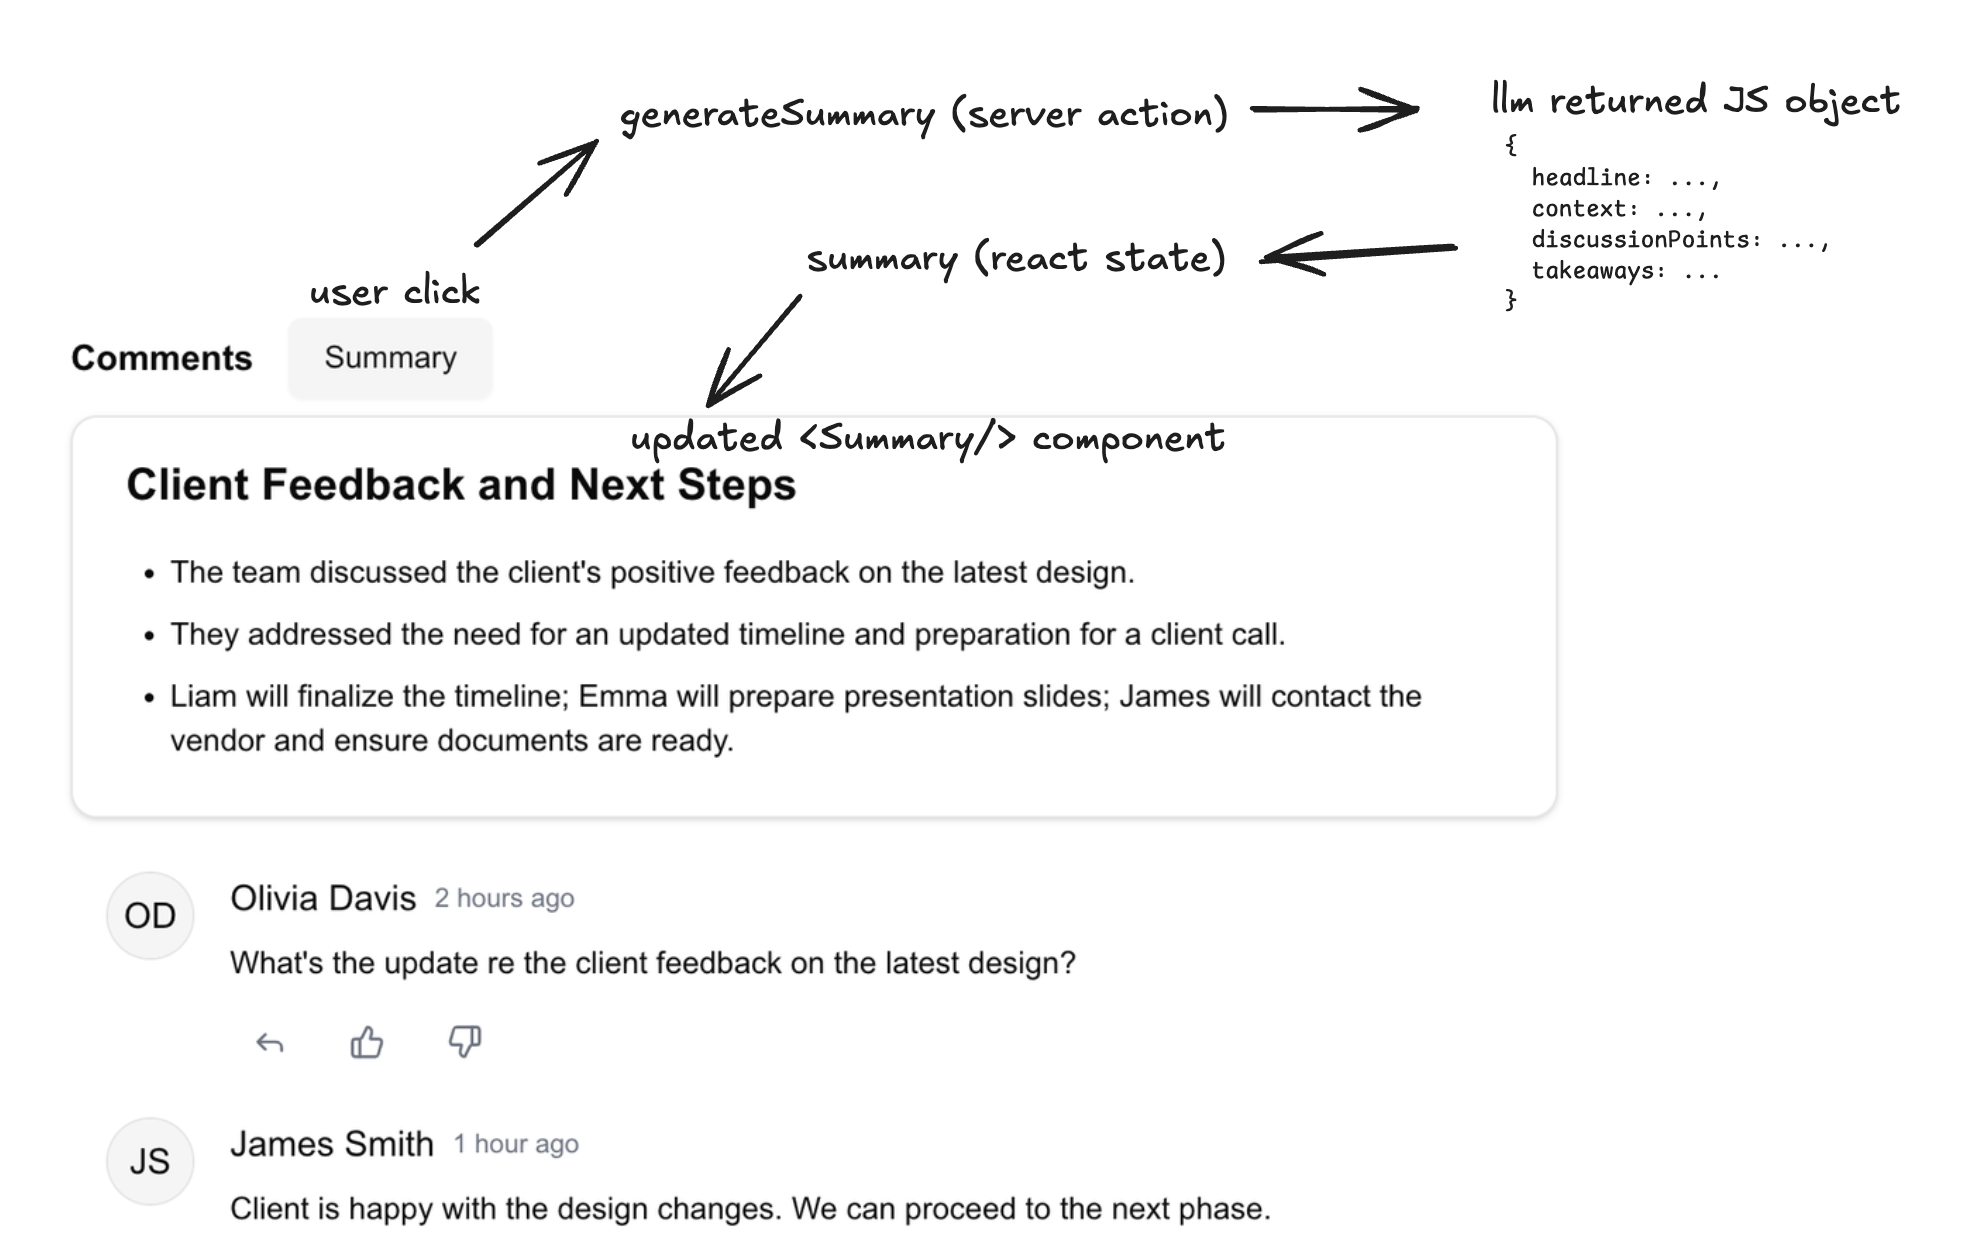 generateSummary (server action)
llm returned JS object
{
headline: ...,
context: ...,
discussionPoints: ...,
takeaways: ...
}
summary (react state)
user click
Comments
Summary
updated <Summary/> component
Client Feedback and Next Steps
• The team discussed the client's positive feedback on the latest design.
• They addressed the need for an updated timeline and preparation for a client call.
• Liam will finalize the timeline; Emma will prepare presentation slides; James will contact the
vendor and ensure documents are ready.
OD
Olivia Davis 2 hours ago
What's the update re the client feedback on the latest design?
JS
James Smith 1 hour ago
Client is happy with the design changes. We can proceed to the next phase.